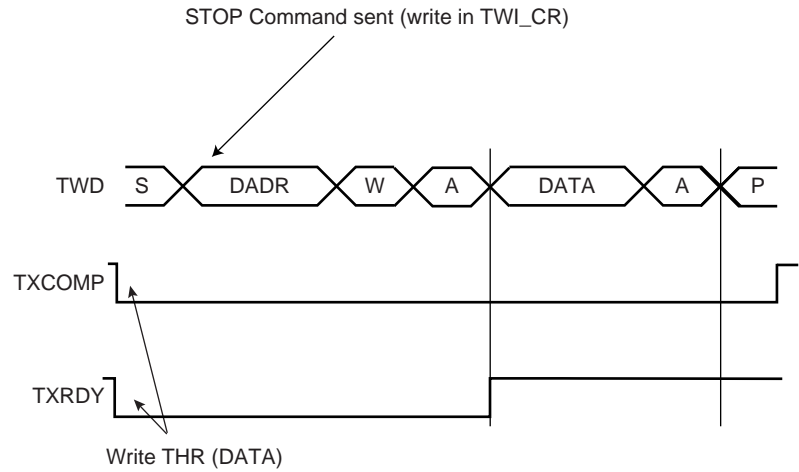 STOP Command sent (write in TWI_CR)
TWD S DADR W A DATA A P
TXCOMP
TXRDY
Write THR (DATA)